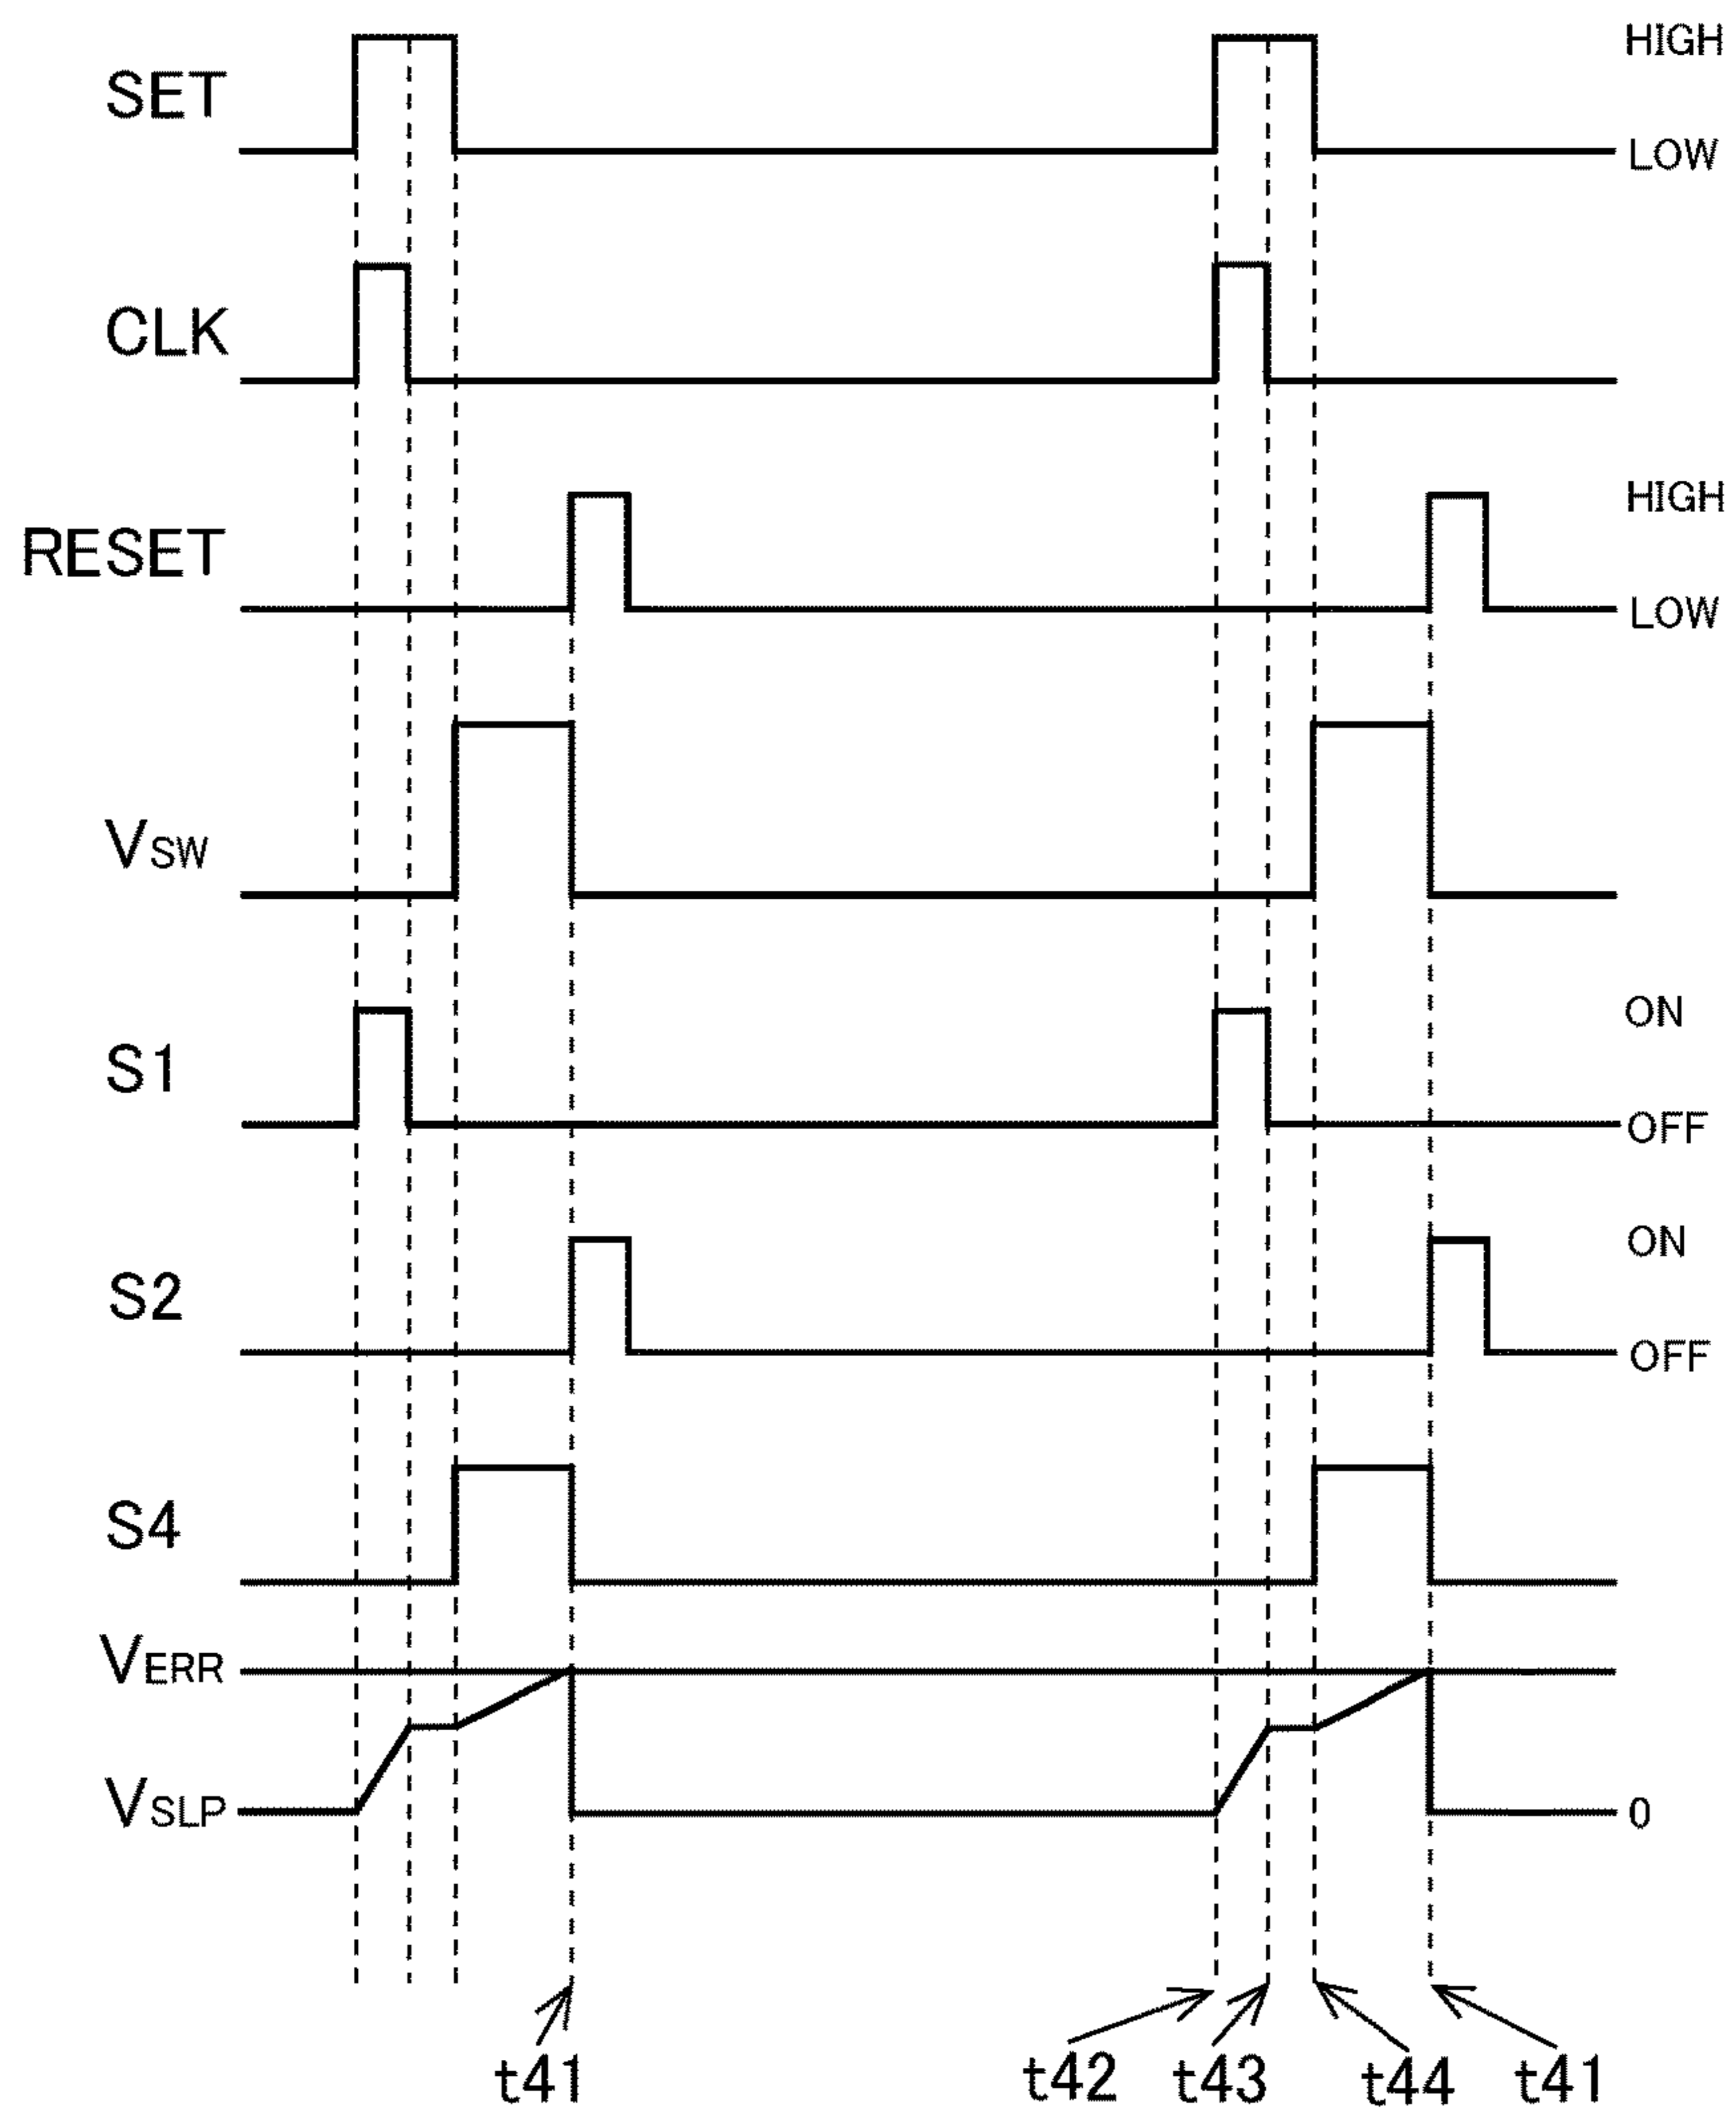 HIGH
SET
LOW
CLK
HIGH
RESET
LOW
VSW
ON
S1
OFF
ON
S2
OFF
S4
VERR
VSLP 0
t41 t42 t43 t44 t41